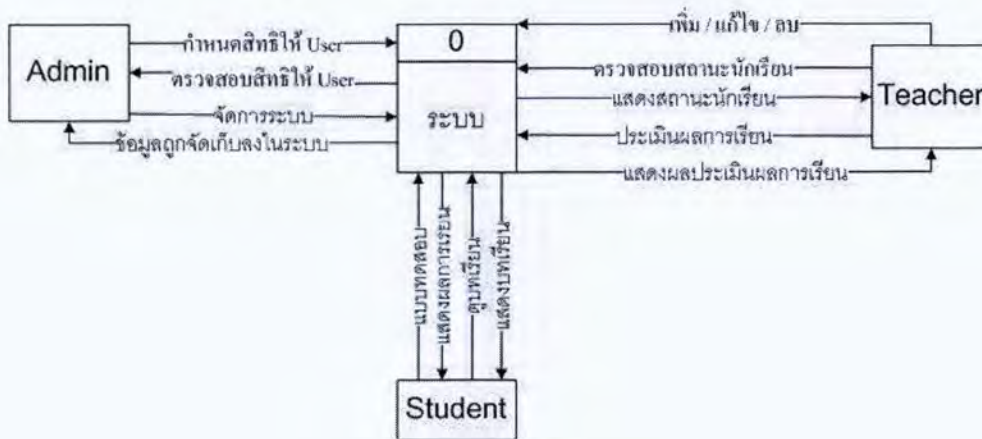 Admin
กำหนดสิทธิให้ User
ตรวจสอบสิทธิให้ User
จัดการระบบ
ข้อมูลถูกจัดเก็บลงในระบบ
0
ระบบ
เพิ่ม / แก้ไข / ลบ
ตรวจสอบสถานะนักเรียน
แสดงสถานะนักเรียน
ประเมินผลการเรียน
แสดงผลประเมินผลการเรียน
Teacher
แบบทดสอบ
แสดงผลการเรียน
ดูบทเรียน
แสดงบทเรียน
Student